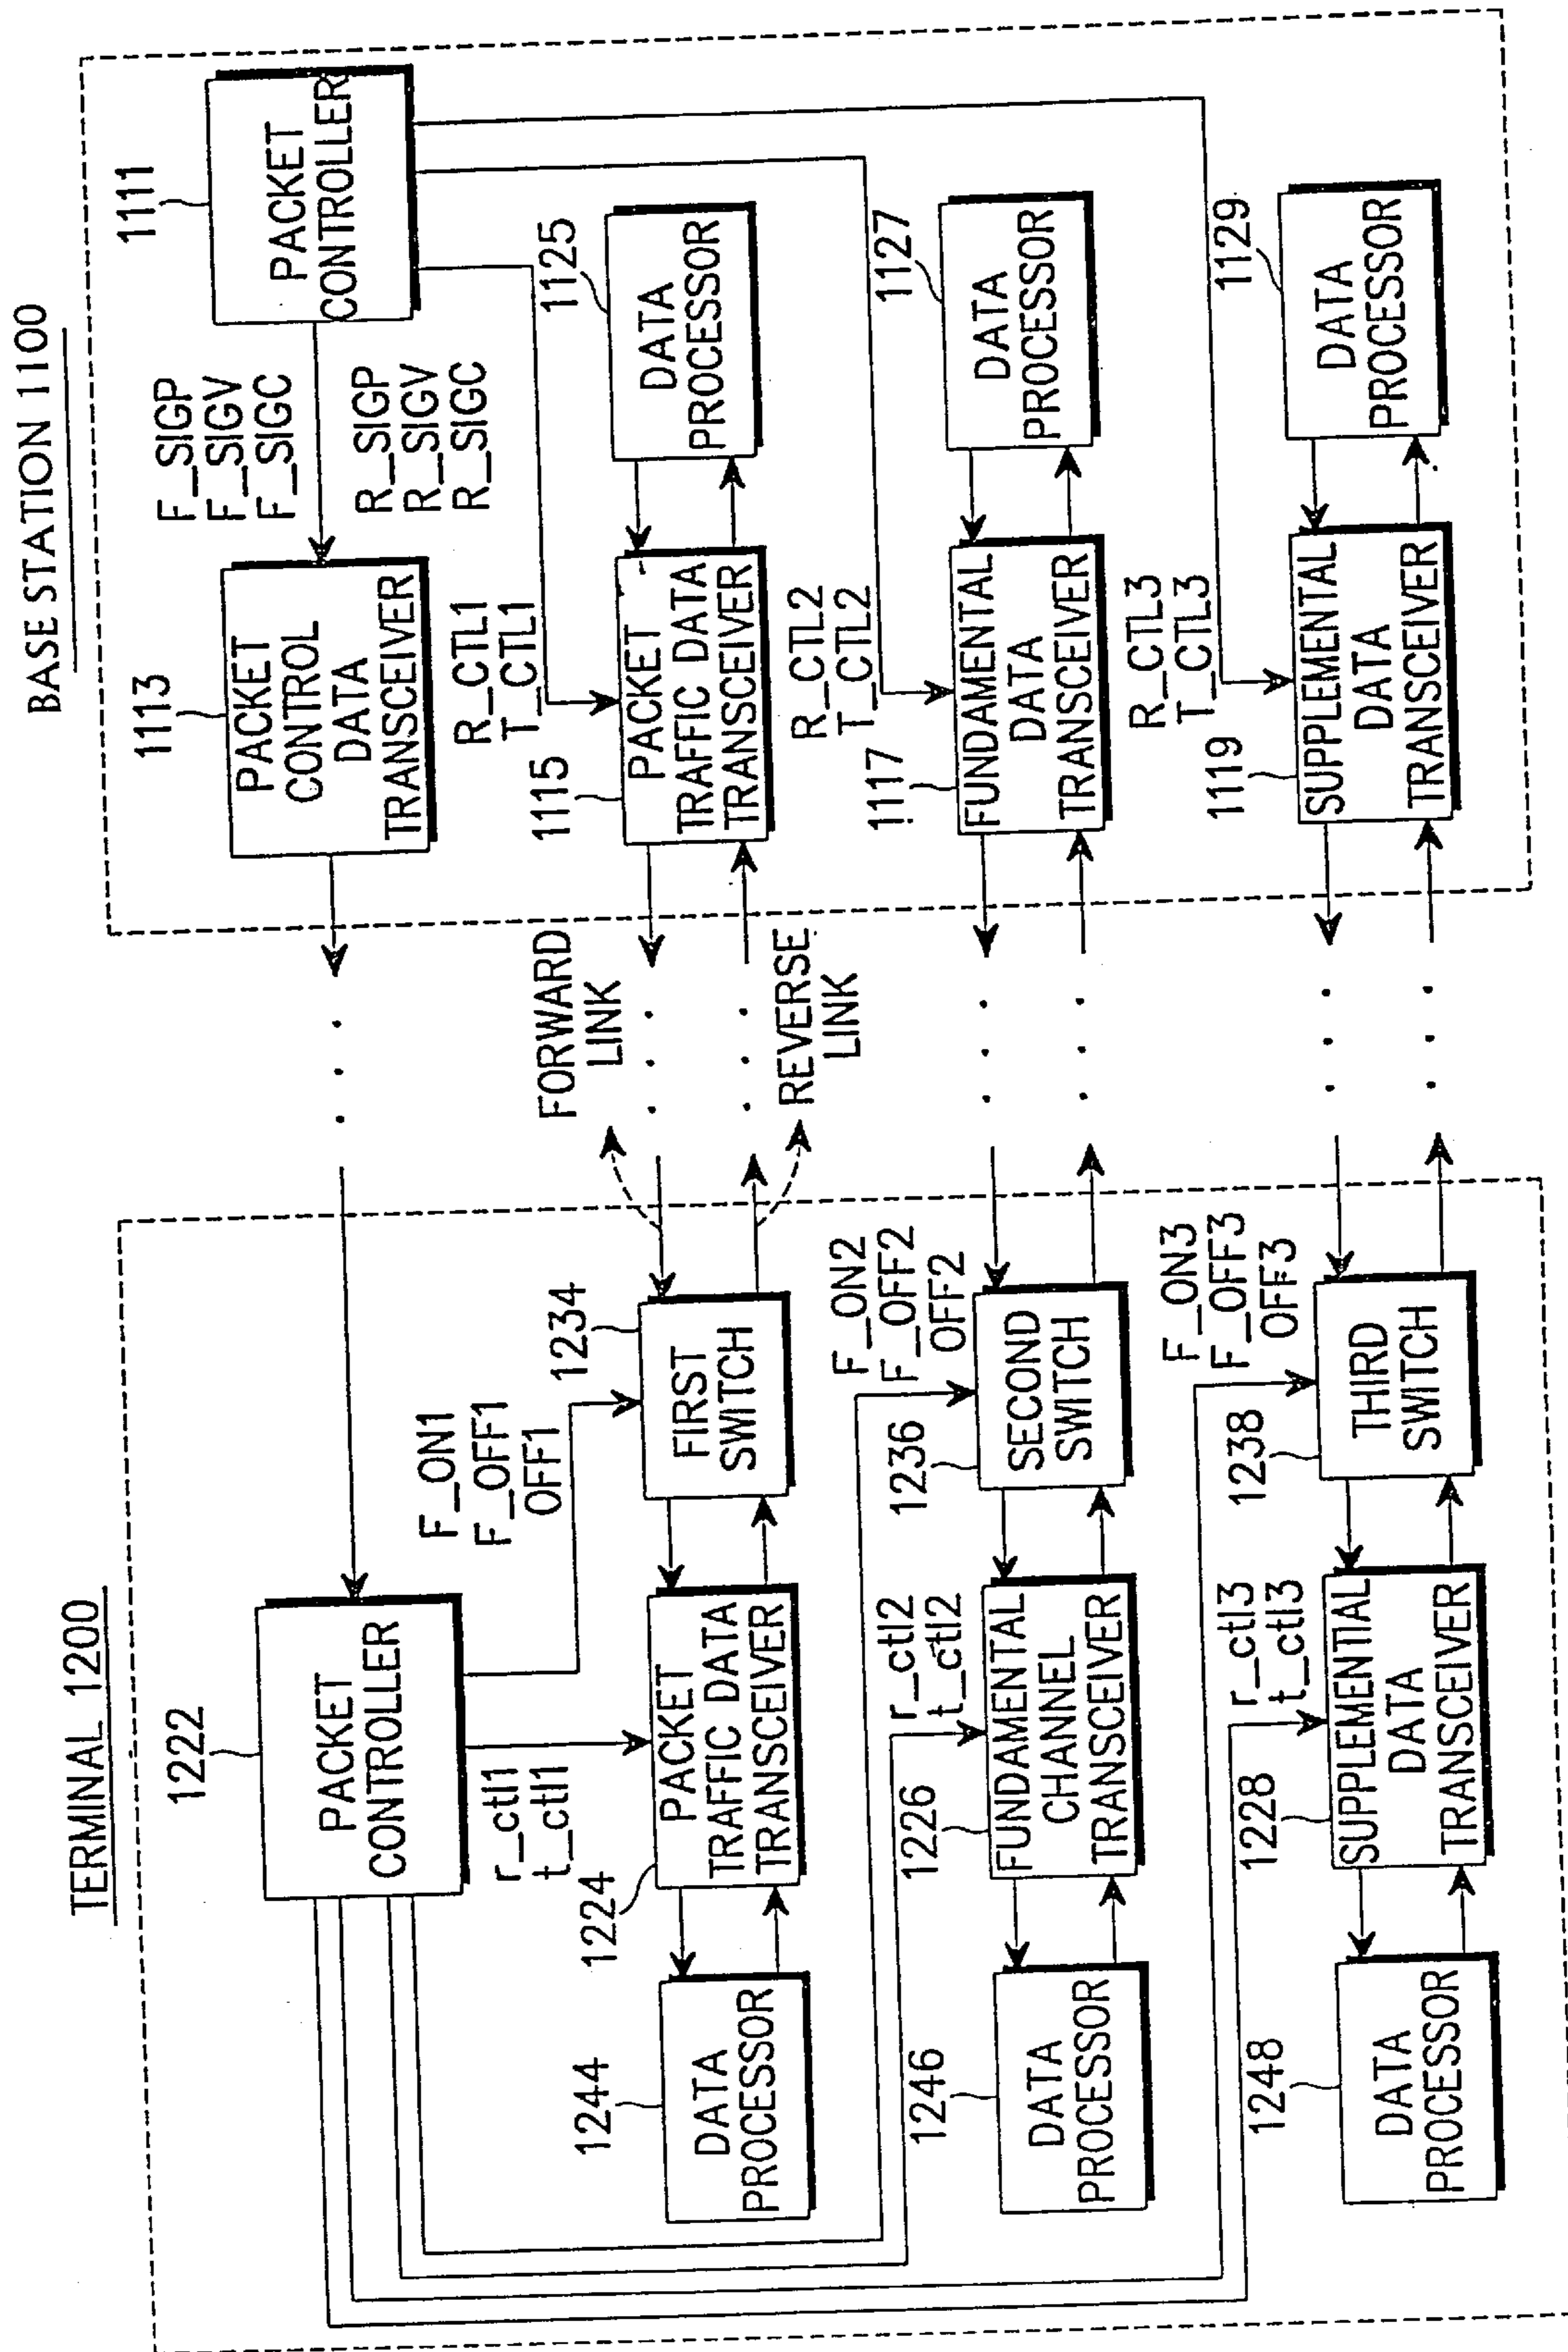 BASE STATION 1100
1111
PACKET
CONTROLLER
F_SIGP
F_SIGV
F_SIGC
R_SIGP
R_SIGV
R_SIGC
1113
PACKET
CONTROL
DATA
TRANSCEIVER
R_CTL1
T_CTL1
1115
PACKET
TRAFFIC DATA
TRANSCEIVER
1125
DATA
PROCESSOR
R_CTL2
T_CTL2
1117
FUNDAMENTAL
DATA
TRANSCEIVER
1127
DATA
PROCESSOR
R_CTL3
T_CTL3
1119
SUPPLEMENTAL
DATA
TRANSCEIVER
1129
DATA
PROCESSOR
FORWARD
LINK
REVERSE
LINK
TERMINAL 1200
1222
PACKET
CONTROLLER
F_ON1
F_OFF1
OFF1
1234
FIRST
SWITCH
r_ctl1
t_ctl1
1224
PACKET
TRAFFIC DATA
TRANSCEIVER
1244
DATA
PROCESSOR
F_ON2
F_OFF2
OFF2
1236
SECOND
SWITCH
r_ctl2
t_ctl2
1226
FUNDAMENTAL
CHANNEL
TRANSCEIVER
1246
DATA
PROCESSOR
F_ON3
F_OFF3
OFF3
1238
THIRD
SWITCH
r_ctl3
t_ctl3
1228
SUPPLEMENTIAL
DATA
TRANSCEIVER
1248
DATA
PROCESSOR